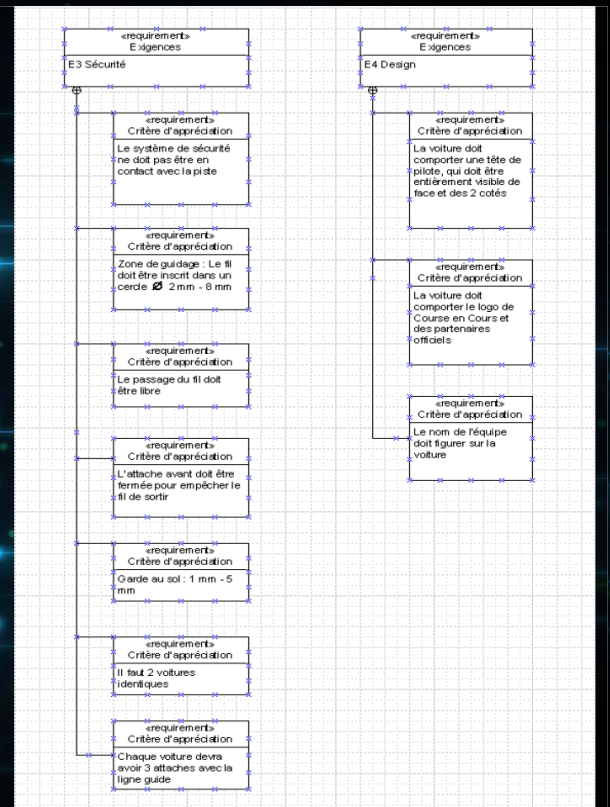 «requirement»
Exigences
E3 Sécurité
«requirement»
Critère d'appréciation
Le système de sécurité
ne doit pas être en
contact avec la piste
«requirement»
Critère d'appréciation
Zone de guidage : Le fil
doit être inscrit dans un
cercle Ø 2 mm - 8 mm
«requirement»
Critère d'appréciation
Le passage du fil doit
être libre
«requirement»
Critère d'appréciation
L'attache avant doit être
fermée pour empêcher le
fil de sortir
«requirement»
Critère d'appréciation
Garde au sol : 1 mm - 5
mm
«requirement»
Critère d'appréciation
Il faut 2 voitures
identiques
«requirement»
Critère d'appréciation
Chaque voiture devra
avoir 3 attaches avec la
ligne guide
«requirement»
Exigences
E4 Design
«requirement»
Critère d'appréciation
La voiture doit
comporter une tête de
pilote, qui doit être
entièrement visible de
face et des 2 cotés
«requirement»
Critère d'appréciation
La voiture doit
comporter le logo de
Course en Cours et
des partenaires
officiels
«requirement»
Critère d'appréciation
Le nom de l'équipe
doit figurer sur la
voiture